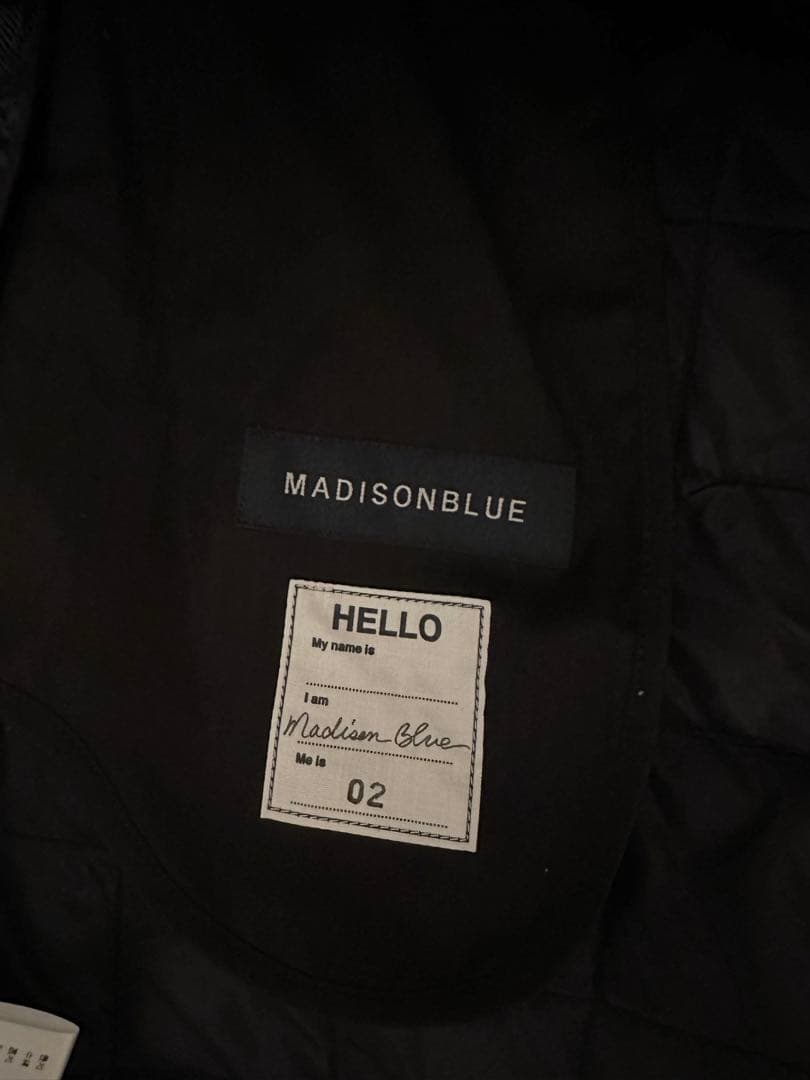 MADISONBLUE
HELLO
My name is
I am
Madison Blue
Me is
02